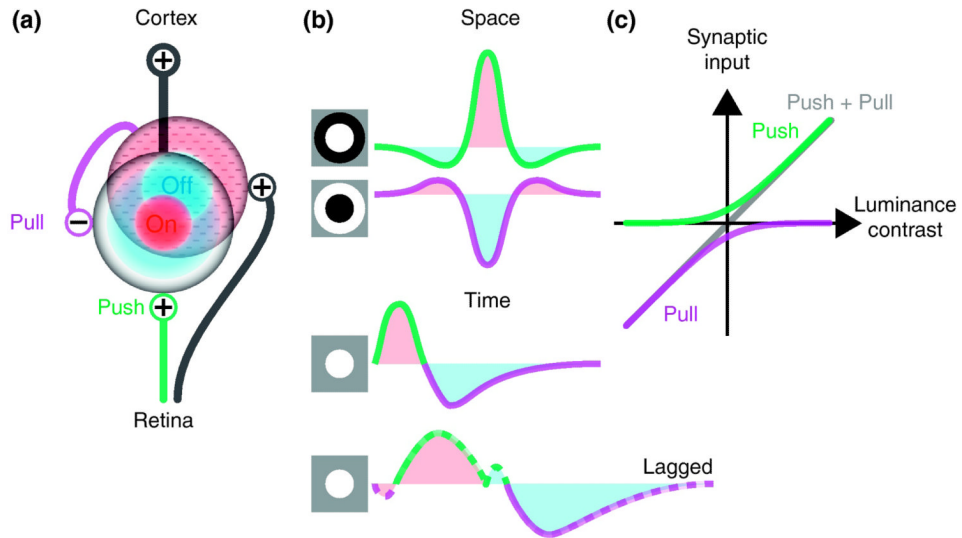 (a)
Cortex
+
Off
+
On
Pull
−
Push
+
Retina
(b)
Space
Time
Lagged
(c)
Synaptic
input
Push + Pull
Push
Luminance
contrast
Pull